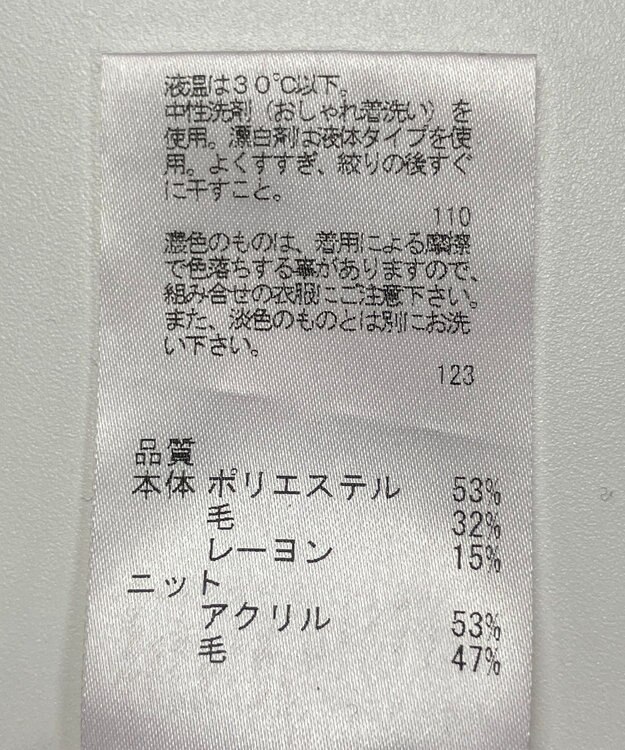 液温は３０℃以下。
中性洗剤（おしゃれ着洗い）を
使用。漂白剤は液体タイプを使
用。よくすすぎ、絞りの後すぐ
に干すこと。
110
濃色のものは、着用による摩擦
で色落ちする事がありますので、
組み合せの衣服にご注意下さい。
また、淡色のものとは別にお洗
い下さい。
123
品質
本体 ポリエステル 53%
毛 32%
レーヨン 15%
ニット
アクリル 53%
毛 47%